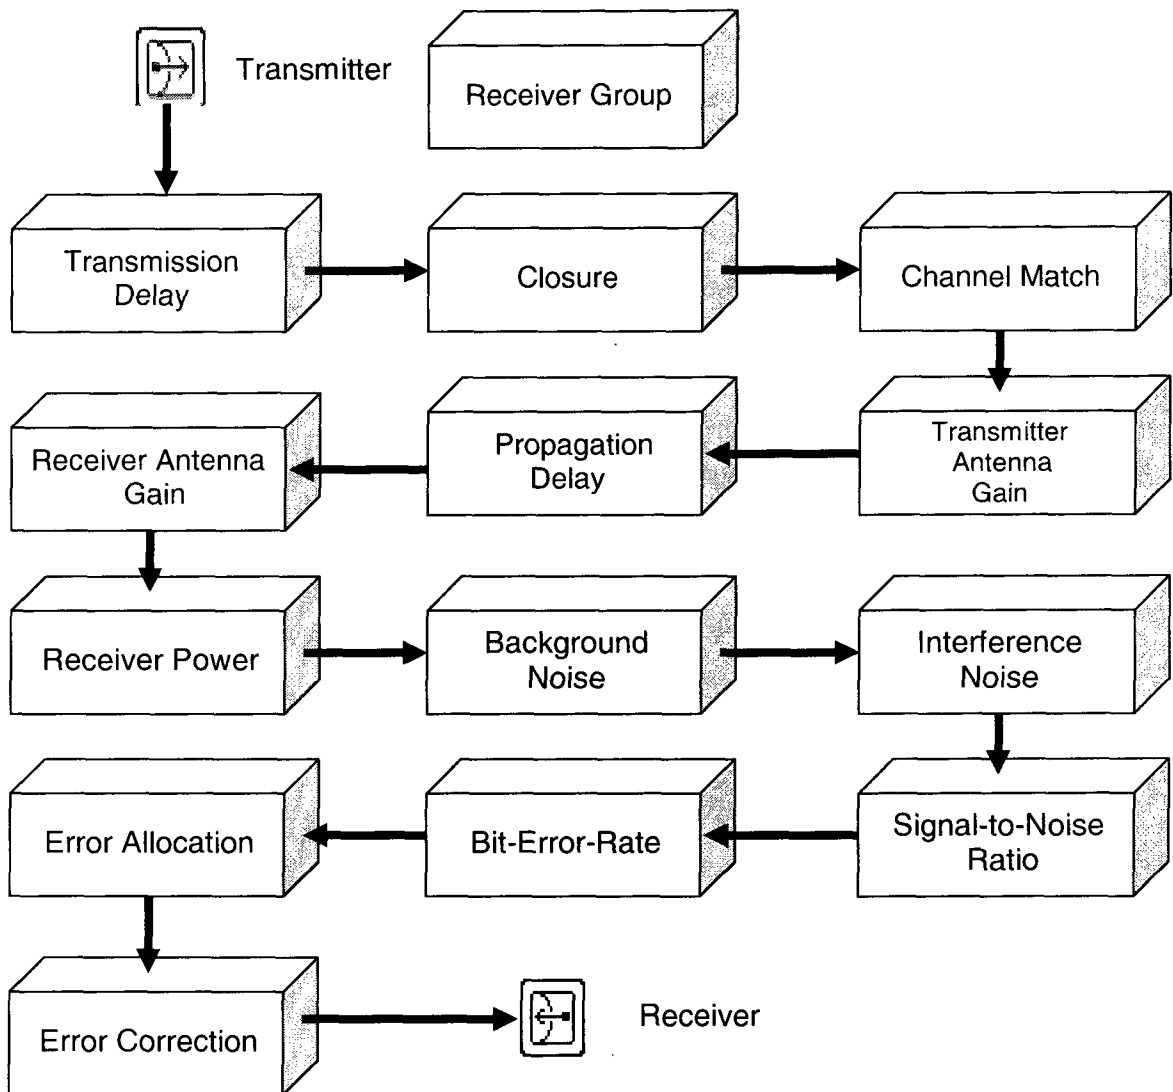 Transmitter
Receiver Group
Transmission
Delay
Closure
Channel Match
Receiver Antenna
Gain
Propagation
Delay
Transmitter
Antenna
Gain
Receiver Power
Background
Noise
Interference
Noise
Error Allocation
Bit-Error-Rate
Signal-to-Noise
Ratio
Error Correction
Receiver